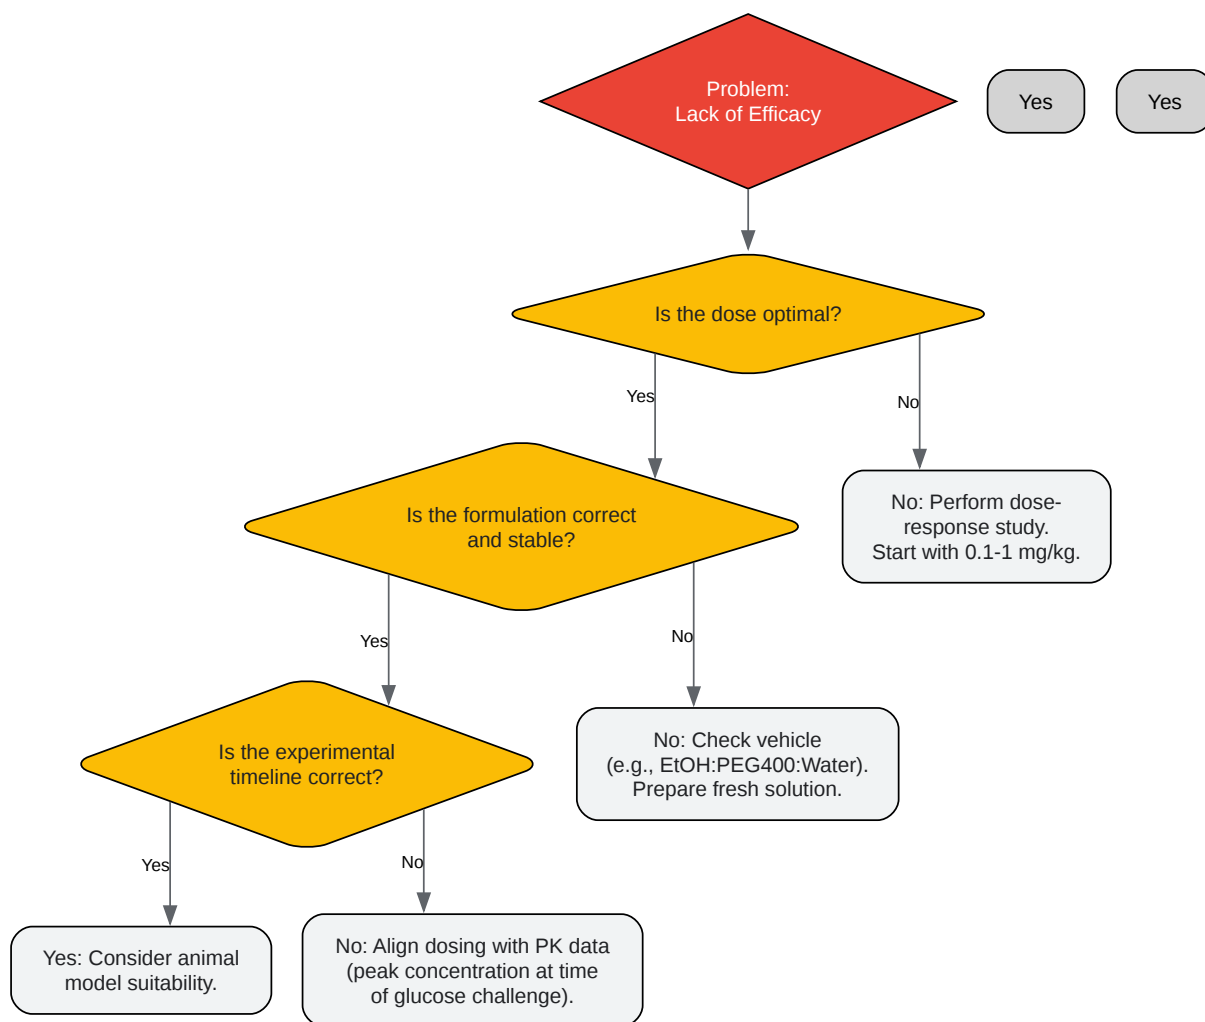 Problem:
Lack of Efficacy
Yes
Yes
Is the dose optimal?
Yes
No
Is the formulation correct
and stable?
No: Perform dose-
response study.
Start with 0.1-1 mg/kg.
Yes
No
Is the experimental
timeline correct?
No: Check vehicle
(e.g., EtOH:PEG400:Water).
Prepare fresh solution.
Yes
No
Yes: Consider animal
model suitability.
No: Align dosing with PK data
(peak concentration at time
of glucose challenge).